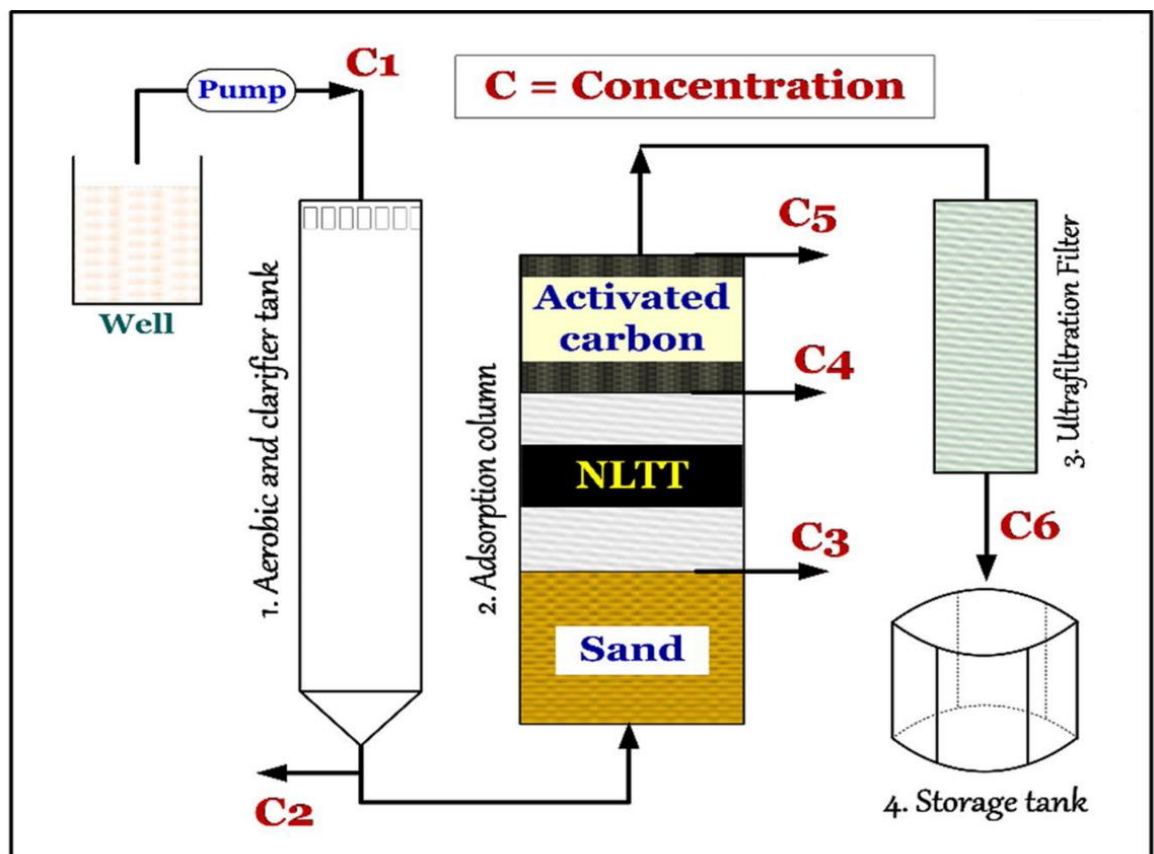 C1
Pump
C = Concentration
Well
1. Aerobic and clarifier tank
C2
2. Adsorption column
C5
Activated
carbon
C4
NLTT
C3
Sand
3. Ultrafiltration Filter
C6
4. Storage tank